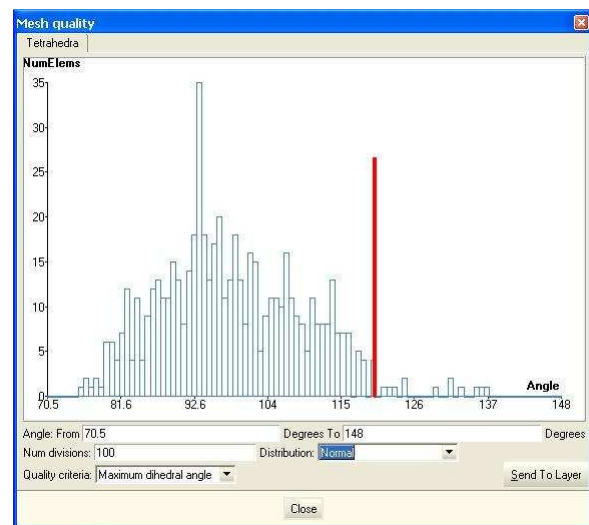 Mesh quality
Tetrahedra
NumElems
35
30
25
20
15
10
5
0
70.5 81.6 92.6 104 115 126 137 148
Angle
Angle: From 70.5 Degrees To 148 Degrees
Num divisions: 100 Distribution: Normal
Quality criteria: Maximum dihedral angle Send To Layer
Close